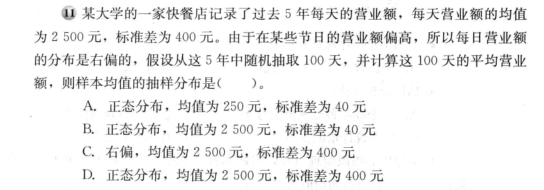 11 某大学的一家快餐店记录了过去 5 年每天的营业额，每天营业额的均值
为 2 500 元，标准差为 400 元。由于在某些节日的营业额偏高，所以每日营业额
的分布是右偏的，假设从这 5 年中随机抽取 100 天，并计算这 100 天的平均营业
额，则样本均值的抽样分布是(　　)。
A. 正态分布，均值为 250 元，标准差为 40 元
B. 正态分布，均值为 2 500 元，标准差为 40 元
C. 右偏，均值为 2 500 元，标准差为 400 元
D. 正态分布，均值为 2 500 元，标准差为 400 元